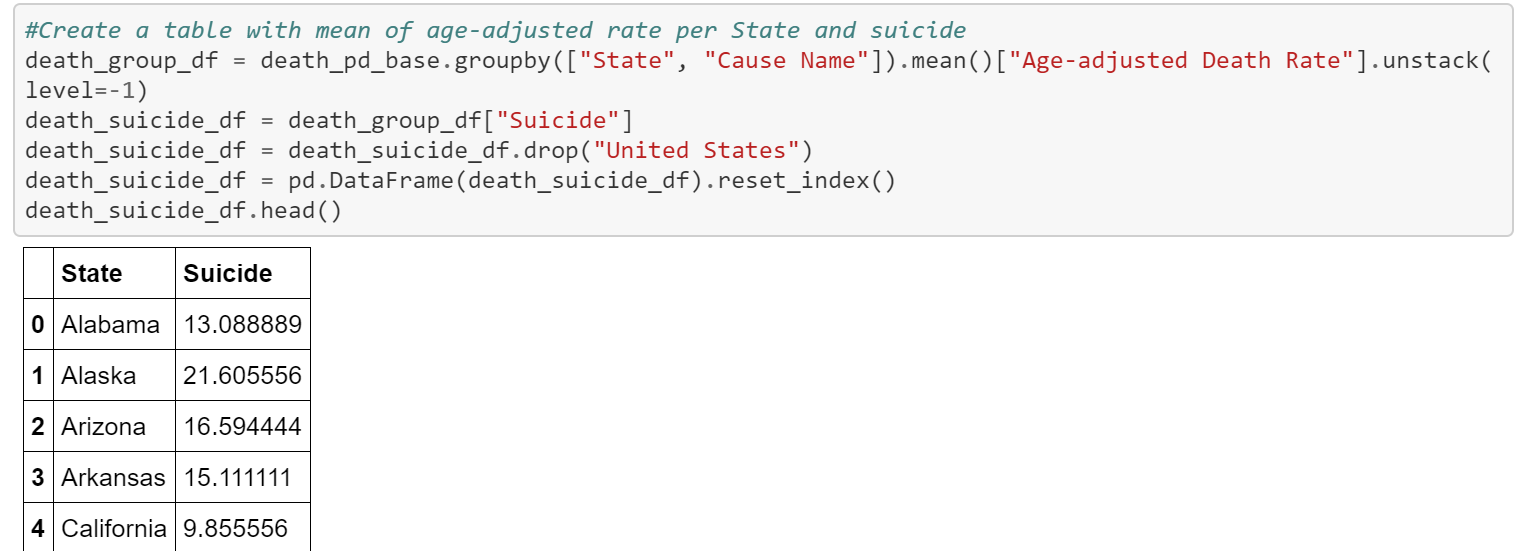 #Create a table with mean of age-adjusted rate per State and suicide
death_group_df = death_pd_base.groupby(["State", "Cause Name"]).mean()["Age-adjusted Death Rate"].unstack(
level=-1)
death_suicide_df = death_group_df["Suicide"]
death_suicide_df = death_suicide_df.drop("United States")
death_suicide_df = pd.DataFrame(death_suicide_df).reset_index()
death_suicide_df.head()
State Suicide
0 Alabama 13.088889
1 Alaska 21.605556
2 Arizona 16.594444
3 Arkansas 15.111111
4 California 9.855556